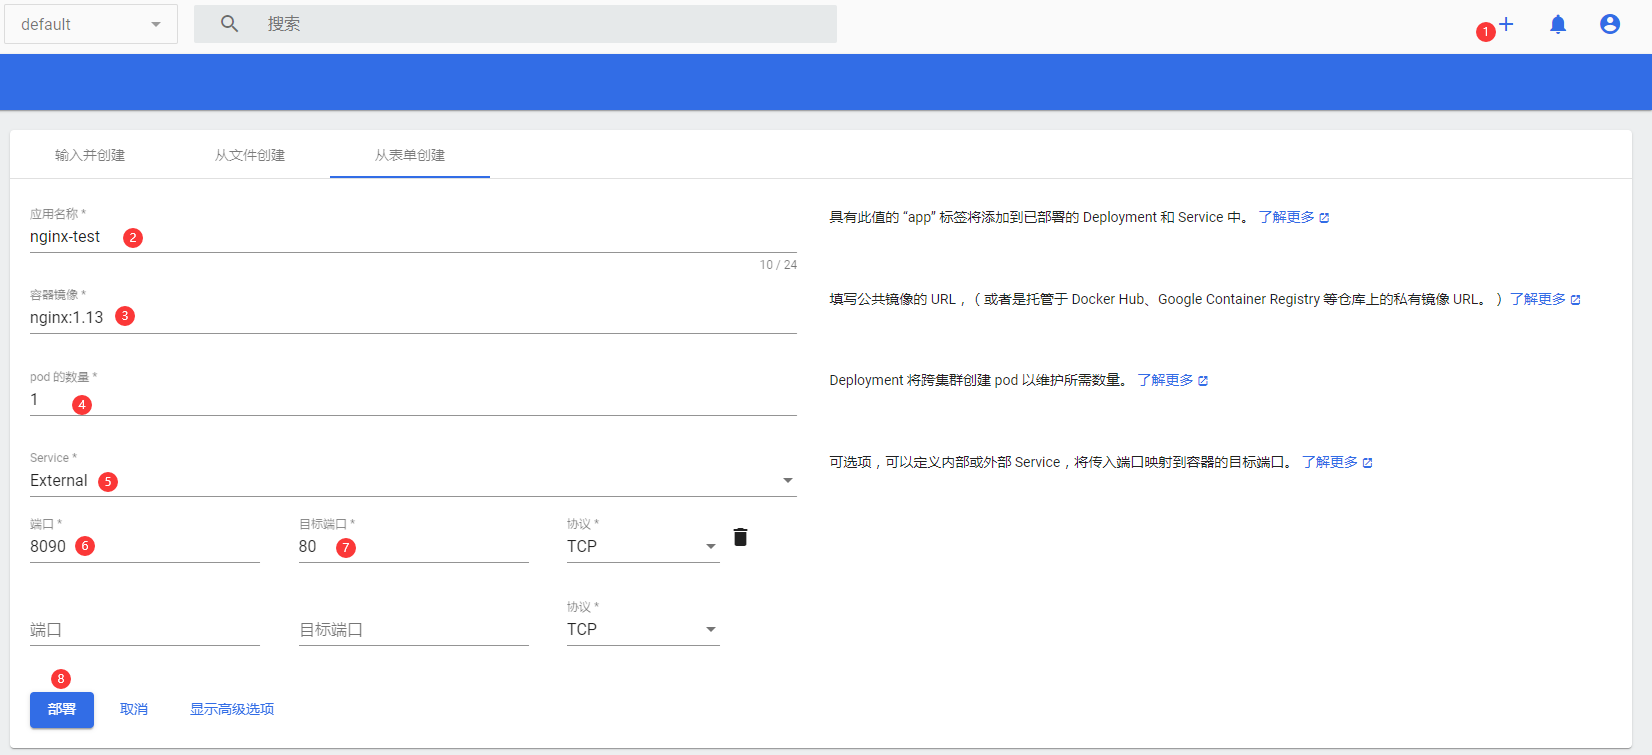 default
搜索
1
输入并创建
从文件创建
从表单创建
应用名称 *
nginx-test
2
10 / 24
具有此值的 “app” 标签将添加到已部署的 Deployment 和 Service 中。 了解更多
容器镜像 *
nginx:1.13
3
填写公共镜像的 URL，（ 或者是托管于 Docker Hub、Google Container Registry 等仓库上的私有镜像 URL。 ） 了解更多
pod 的数量 *
1
4
Deployment 将跨集群创建 pod 以维护所需数量。 了解更多
Service *
External
5
可选项，可以定义内部或外部 Service，将传入端口映射到容器的目标端口。 了解更多
端口 *
8090
6
目标端口 *
80
7
协议 *
TCP
端口
目标端口
协议 *
TCP
8
部署
取消
显示高级选项